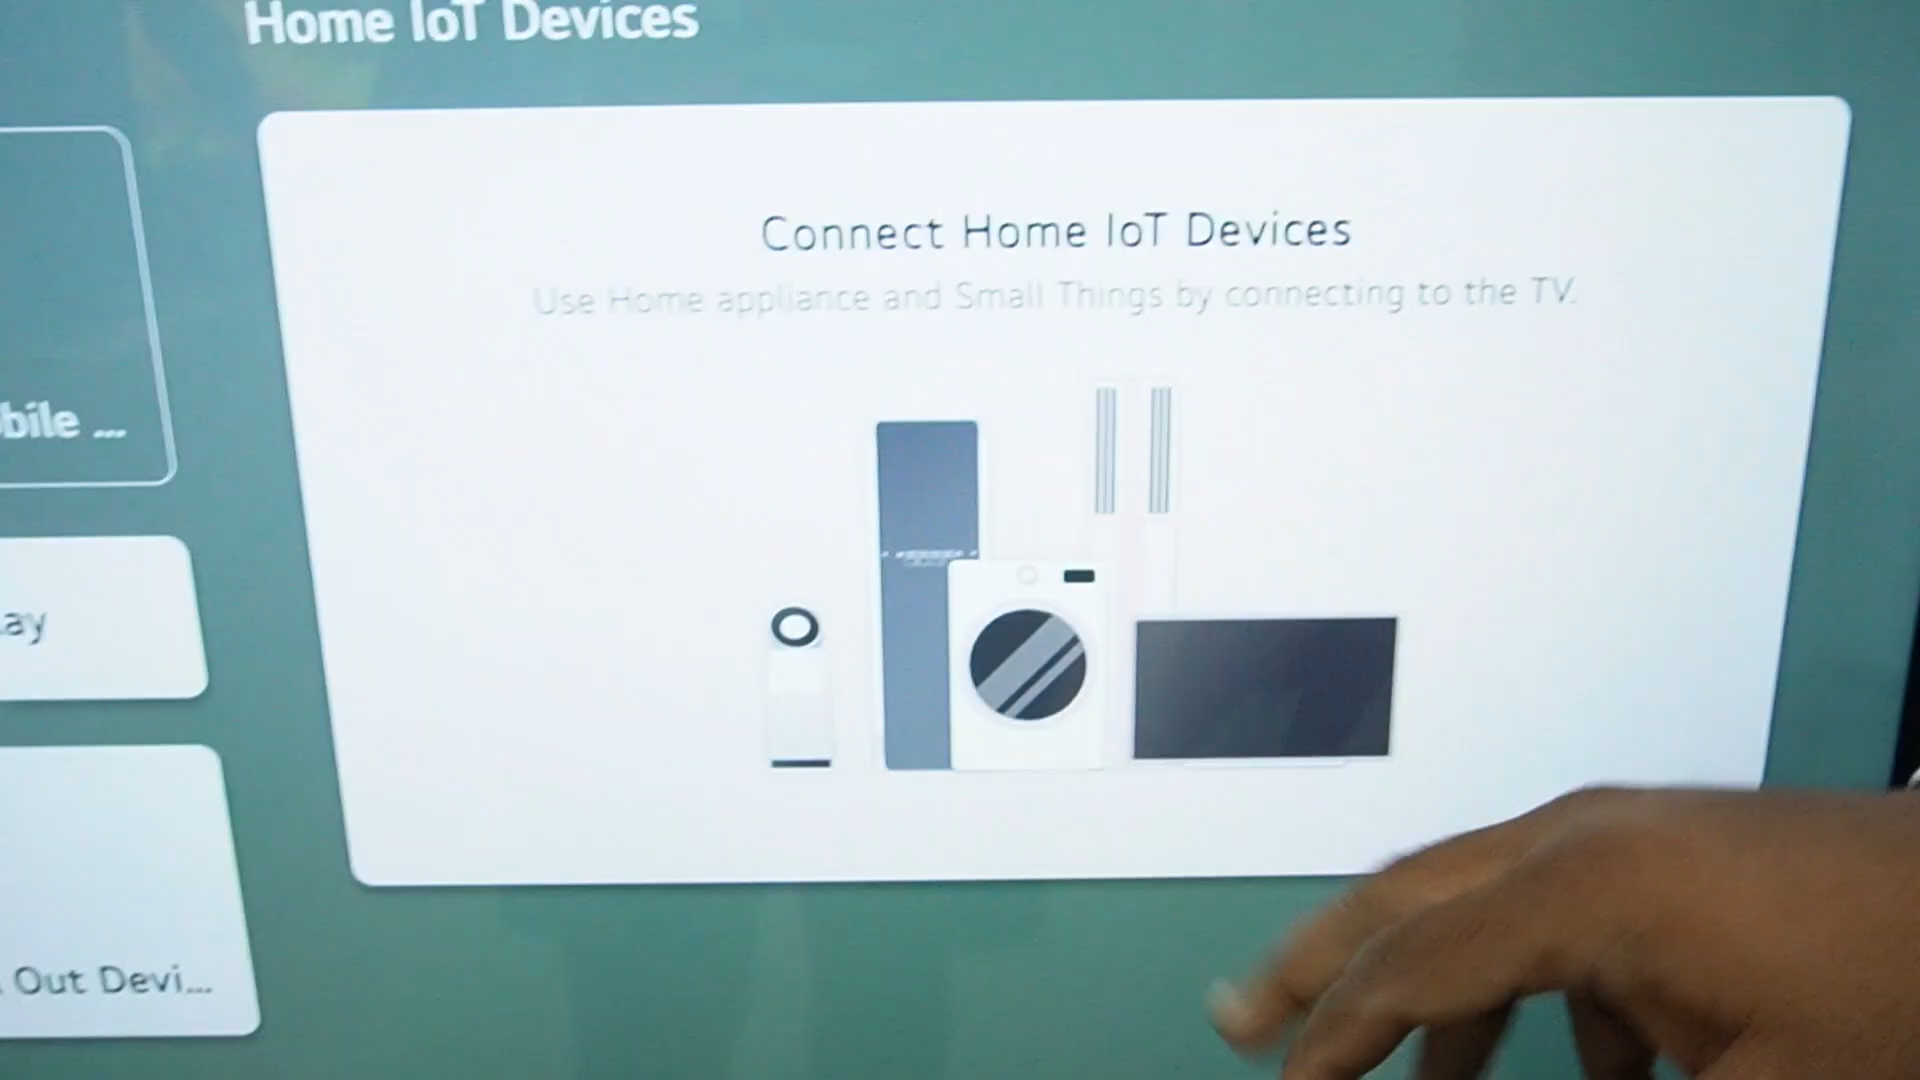 Home IoT Devices
Connect Home IoT Devices
Use Home appliance and Small Things by connecting to the TV.
bile ...
ay
Out Devi...